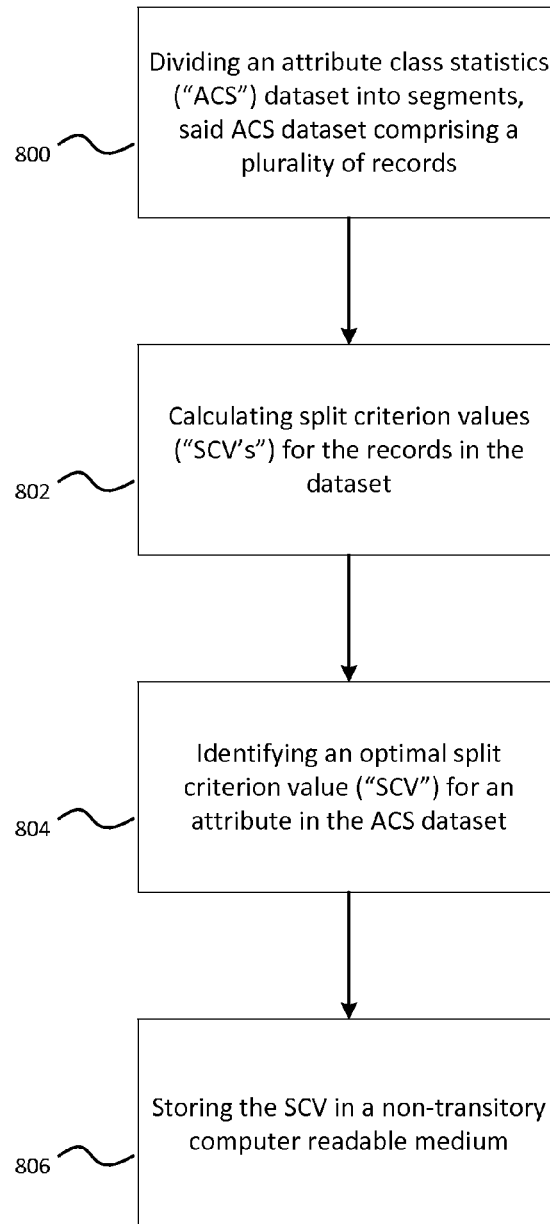 Dividing an attribute class statistics
(“ACS”) dataset into segments,
said ACS dataset comprising a
plurality of records
800
Calculating split criterion values
(“SCV’s”) for the records in the
dataset
802
Identifying an optimal split
criterion value (“SCV”) for an
attribute in the ACS dataset
804
Storing the SCV in a non-transitory
computer readable medium
806